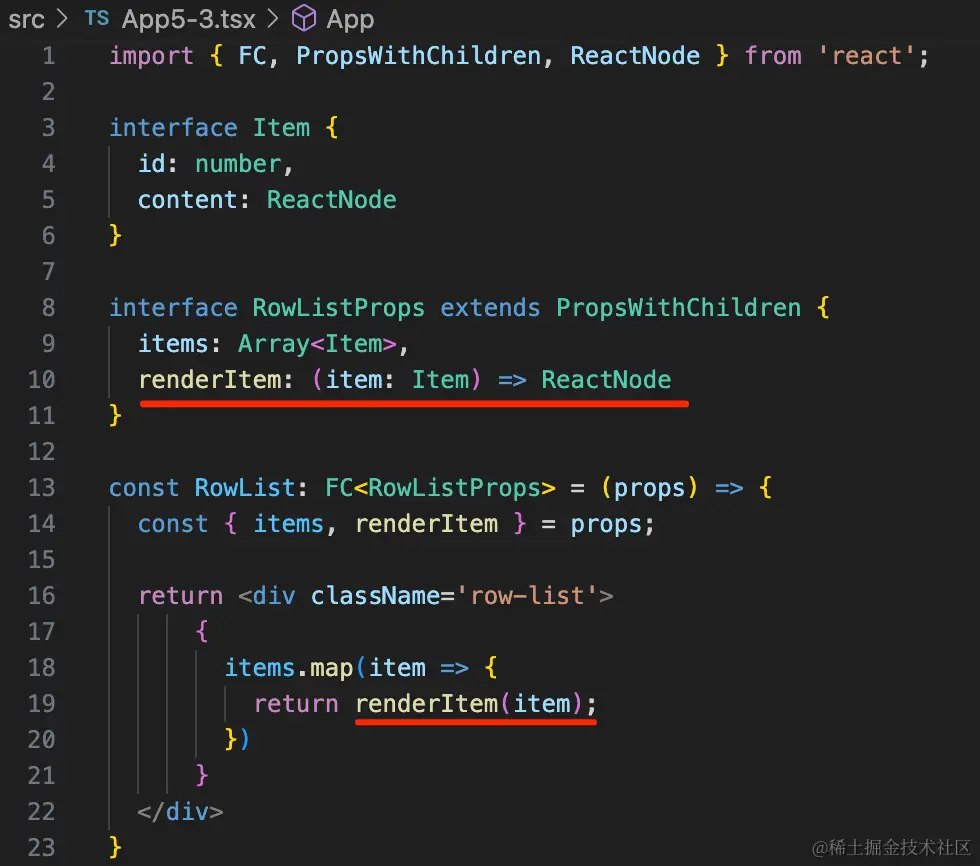 src > TS App5-3.tsx > App
1 import { FC, PropsWithChildren, ReactNode } from 'react';
2
3 interface Item {
4   id: number,
5   content: ReactNode
6 }
7
8 interface RowListProps extends PropsWithChildren {
9   items: Array<Item>,
10   renderItem: (item: Item) => ReactNode
11 }
12
13 const RowList: FC<RowListProps> = (props) => {
14   const { items, renderItem } = props;
15
16   return <div className='row-list'>
17       {
18         items.map(item => {
19           return renderItem(item);
20         })
21       }
22   </div>
23 }
@稀土掘金技术社区